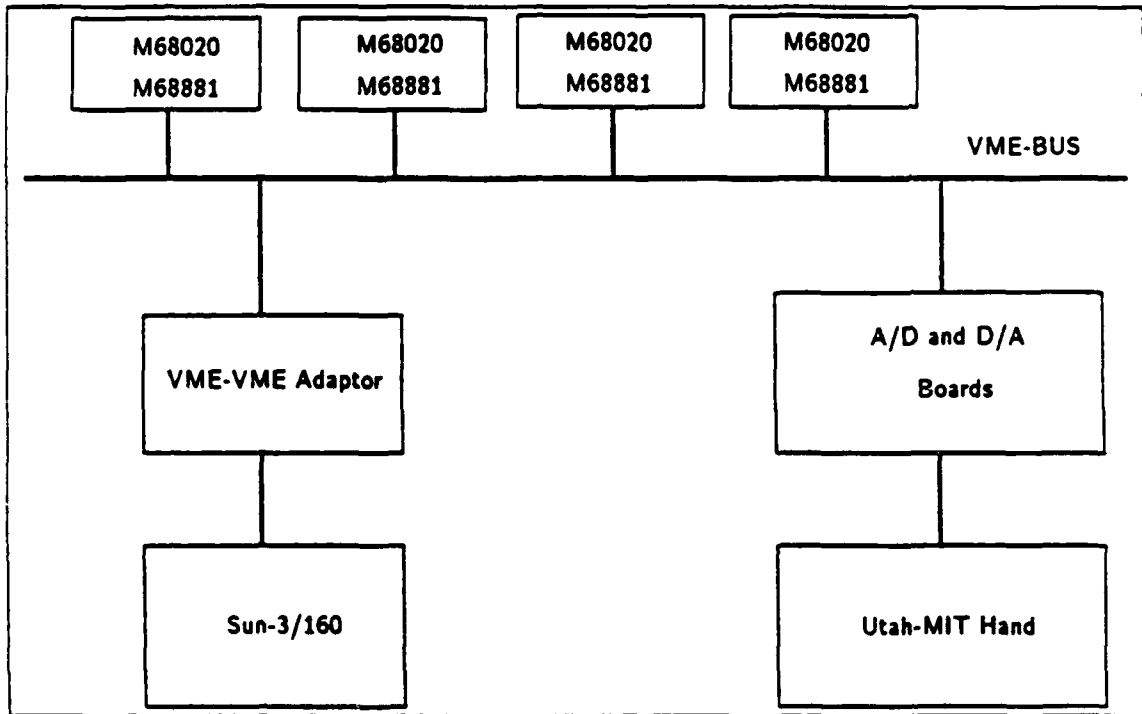 M68020
M68881
M68020
M68881
M68020
M68881
M68020
M68881
VME-BUS
VME-VME Adaptor
A/D and D/A
Boards
Sun-3/160
Utah-MIT Hand